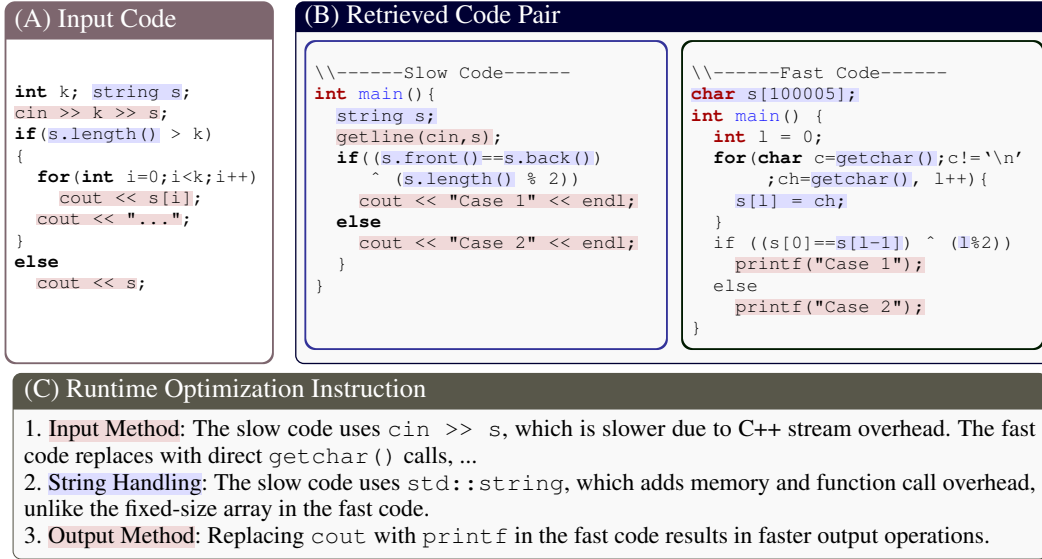 (A) Input Code
int k; string s;
cin >> k >> s;
if(s.length() > k)
{
for(int i=0;i<k;i++)
cout << s[i];
cout << "...";
}
else
cout << s;
(B) Retrieved Code Pair
\\------Slow Code------
int main(){
string s;
getline(cin,s);
if((s.front()==s.back())
^ (s.length() % 2))
cout << "Case 1" << endl;
else
cout << "Case 2" << endl;
}
}
\\------Fast Code------
char s[100005];
int main() {
int l = 0;
for(char c=getchar();c!=‘\n’
;ch=getchar(), l++){
s[l] = ch;
}
if ((s[0]==s[l-1]) ^ (l%2))
printf("Case 1");
else
printf("Case 2");
}
(C) Runtime Optimization Instruction
1. Input Method: The slow code uses cin >> s, which is slower due to C++ stream overhead. The fast
code replaces with direct getchar() calls, ...
2. String Handling: The slow code uses std::string, which adds memory and function call overhead,
unlike the fixed-size array in the fast code.
3. Output Method: Replacing cout with printf in the fast code results in faster output operations.